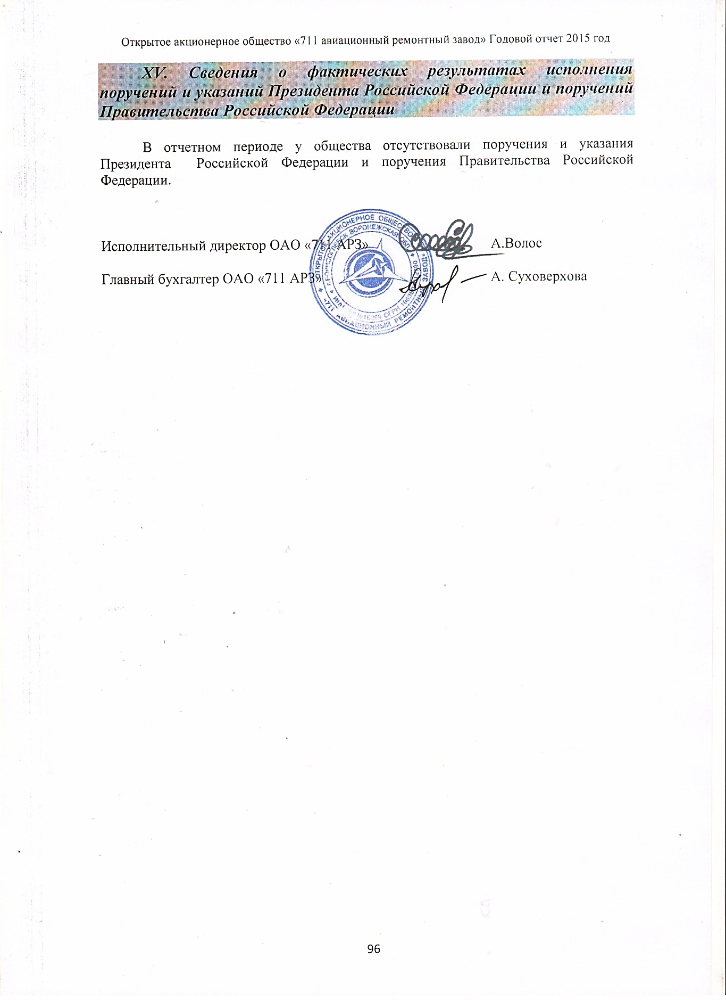 Открытое акционерное общество «711 авиационный ремонтный завод» Годовой отчет 2015 год
XV. Сведения о фактических результатах исполнения
поручений и указаний Президента Российской Федерации и поручений
Правительства Российской Федерации
В отчетном периоде у общества отсутствовали поручения и указания
Президента Российской Федерации и поручения Правительства Российской
Федерации.
Исполнительный директор ОАО «711 АРЗ» А.Волос
Главный бухгалтер ОАО «711 АРЗ» А. Суховерхова
ОТКРЫТОЕ АКЦИОНЕРНОЕ ОБЩЕСТВО
«711 АВИАЦИОННЫЙ РЕМОНТНЫЙ ЗАВОД»
Г.БОРИСОГЛЕБСК ВОРОНЕЖСКАЯ ОБЛ
ИНН ОГРН
96